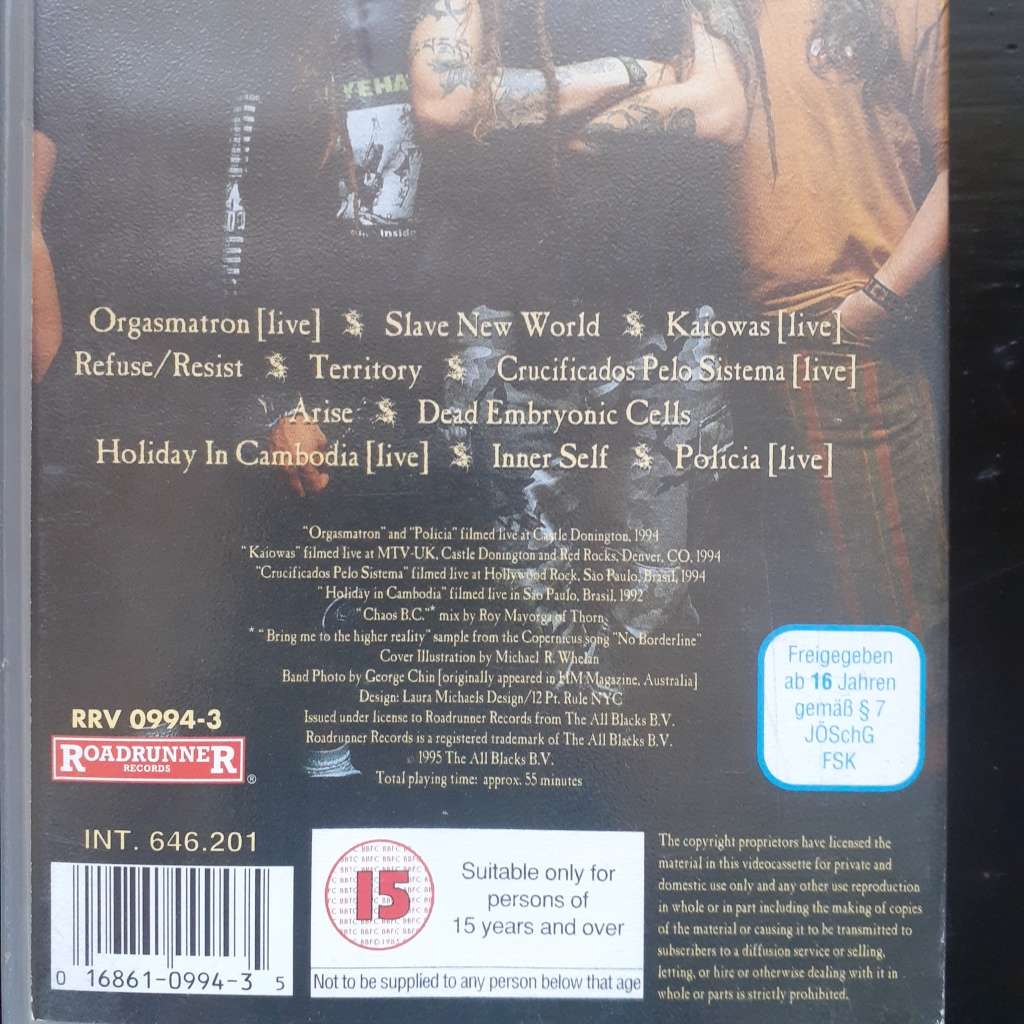 YEHA
Inside
Orgasmatron [live] $ Slave New World $ Kaiowas [live]
Refuse/Resist $ Territory $ Crucificados Pelo Sistema [live]
Arise $ Dead Embryonic Cells
Holiday In Cambodia [live] $ Inner Self $ Policia [live]
"Orgasmatron" and "Policia" filmed live at Castle Donington, 1994
"Kaiowas" filmed live at MTV-UK, Castle Donington and Red Rocks, Denver, CO, 1994
"Crucificados Pelo Sistema" filmed live at Hollywood Rock, São Paulo, Brasil, 1994
"Holiday in Cambodia" filmed live in São Paulo, Brasil, 1992
"Chaos B.C."* mix by Roy Mayorga of Thorn
* "Bring me to the higher reality" sample from the Copernicus song "No Borderline"
Cover Illustration by Michael R. Whelan
Band Photo by George Chin [originally appeared in HM Magazine, Australia]
Design: Laura Michaels Design/12 Pt. Rule NYC
Issued under license to Roadrunner Records from The All Blacks B.V.
Roadrunner Records is a registered trademark of The All Blacks B.V.
© 1995 The All Blacks B.V.
Total playing time: approx. 55 minutes
RRV 0994-3
ROADRUNNER
RECORDS ®
Freigegeben
ab 16 Jahren
gemäß § 7
JÖSchG
FSK
INT. 646.201
0 16861-0994-3 5
15
Suitable only for
persons of
15 years and over
Not to be supplied to any person below that age
The copyright proprietors have licensed the
material in this videocassette for private and
domestic use only and any other use reproduction
in whole or in part including the making of copies
of the material or causing it to be transmitted to
subscribers to a diffusion service or selling,
letting, or hire or otherwise dealing with it in
whole or parts is strictly prohibited.